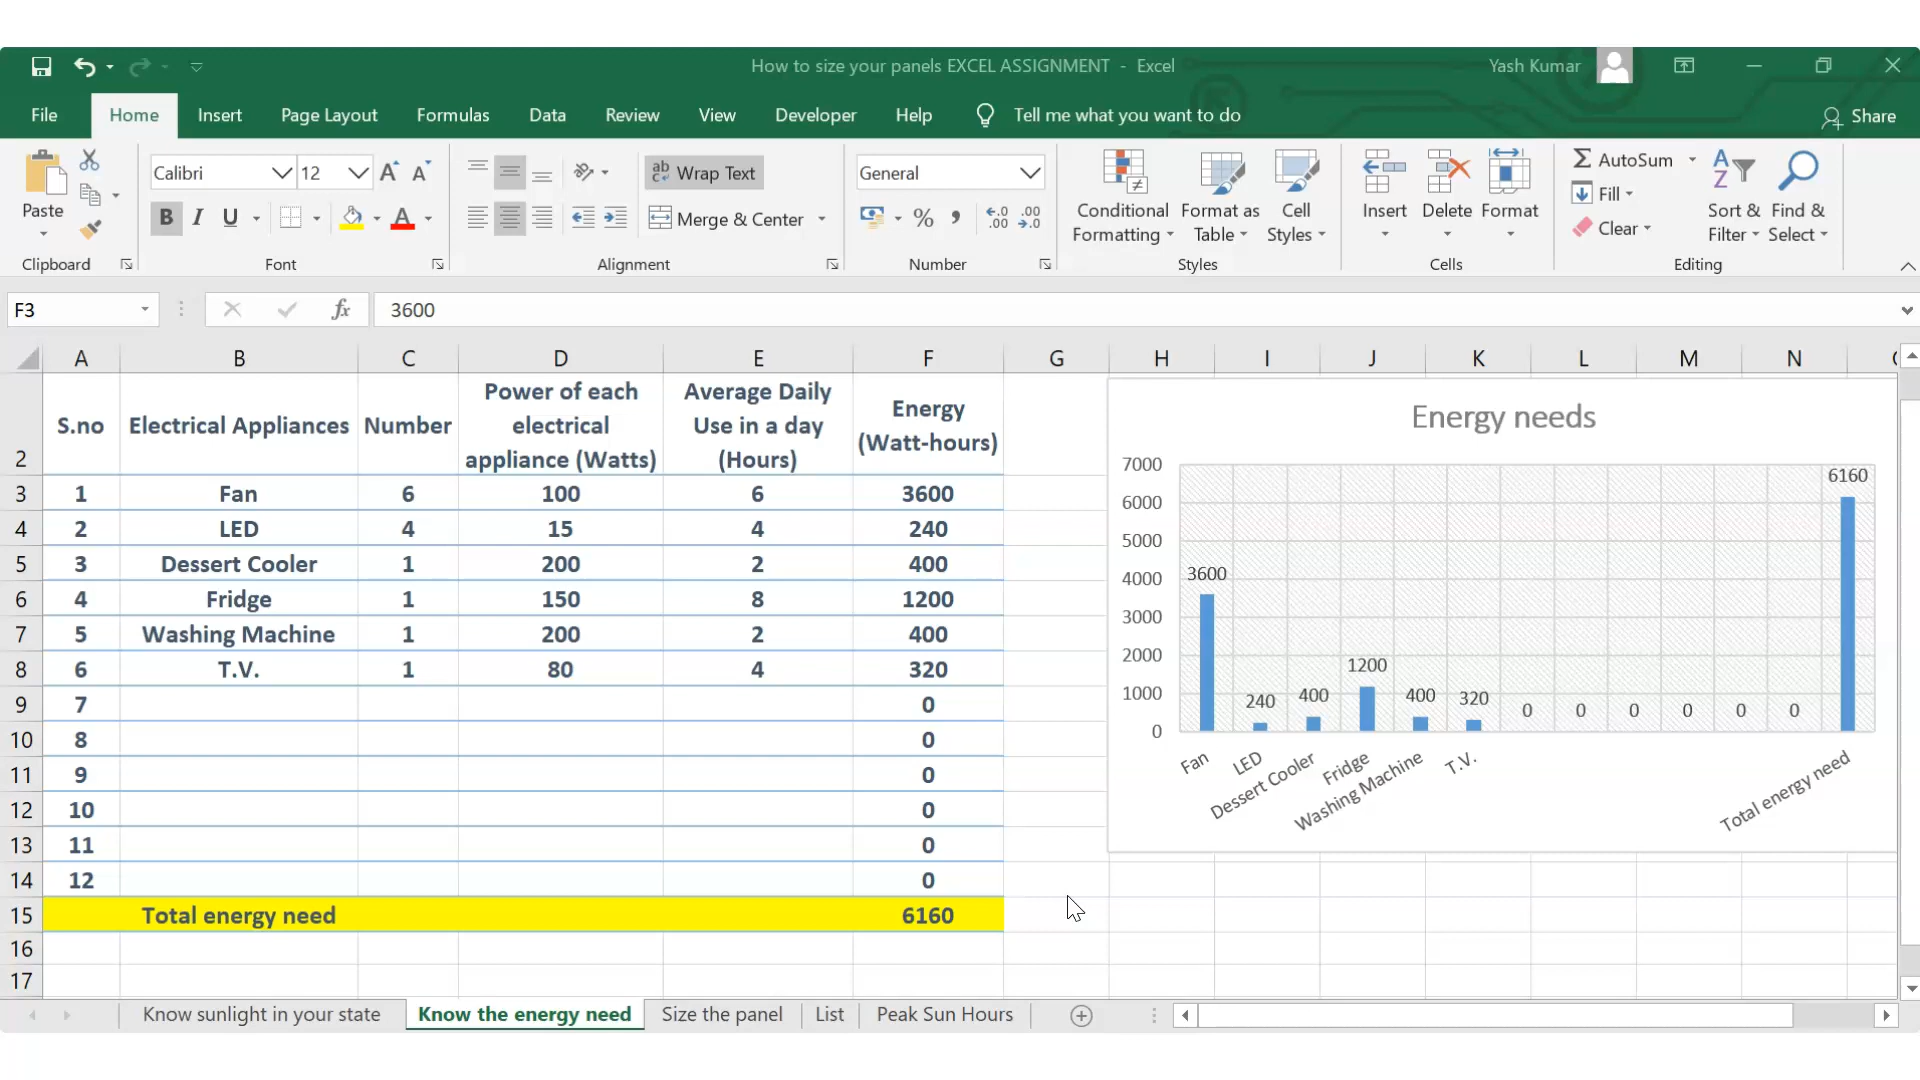 How to size your panels EXCEL ASSIGNMENT - Excel
Yash Kumar
File Home Insert Page Layout Formulas Data Review View Developer Help Tell me what you want to do Share
Paste
Clipboard
Calibri 12
B I U
Font
Wrap Text
Merge & Center
Alignment
General
% , .00 .00
Number
Conditional Formatting
Format as Table
Cell Styles
Styles
Insert Delete Format
Cells
AutoSum
Fill
Clear
Sort & Filter
Find & Select
Editing
F3 fx 3600
A B C D E F G H I J K L M N
2 S.no Electrical Appliances Number Power of each electrical appliance (Watts) Average Daily Use in a day (Hours) Energy (Watt-hours)
3 1 Fan 6 100 6 3600
4 2 LED 4 15 4 240
5 3 Dessert Cooler 1 200 2 400
6 4 Fridge 1 150 8 1200
7 5 Washing Machine 1 200 2 400
8 6 T.V. 1 80 4 320
9 7 0
10 8 0
11 9 0
12 10 0
13 11 0
14 12 0
15 Total energy need 6160
16
17
Energy needs
7000
6000
5000
4000
3000
2000
1000
0
3600 240 400 1200 400 320 0 0 0 0 0 0 6160
Fan LED Dessert Cooler Fridge Washing Machine T.V. Total energy need
Know sunlight in your state Know the energy need Size the panel List Peak Sun Hours